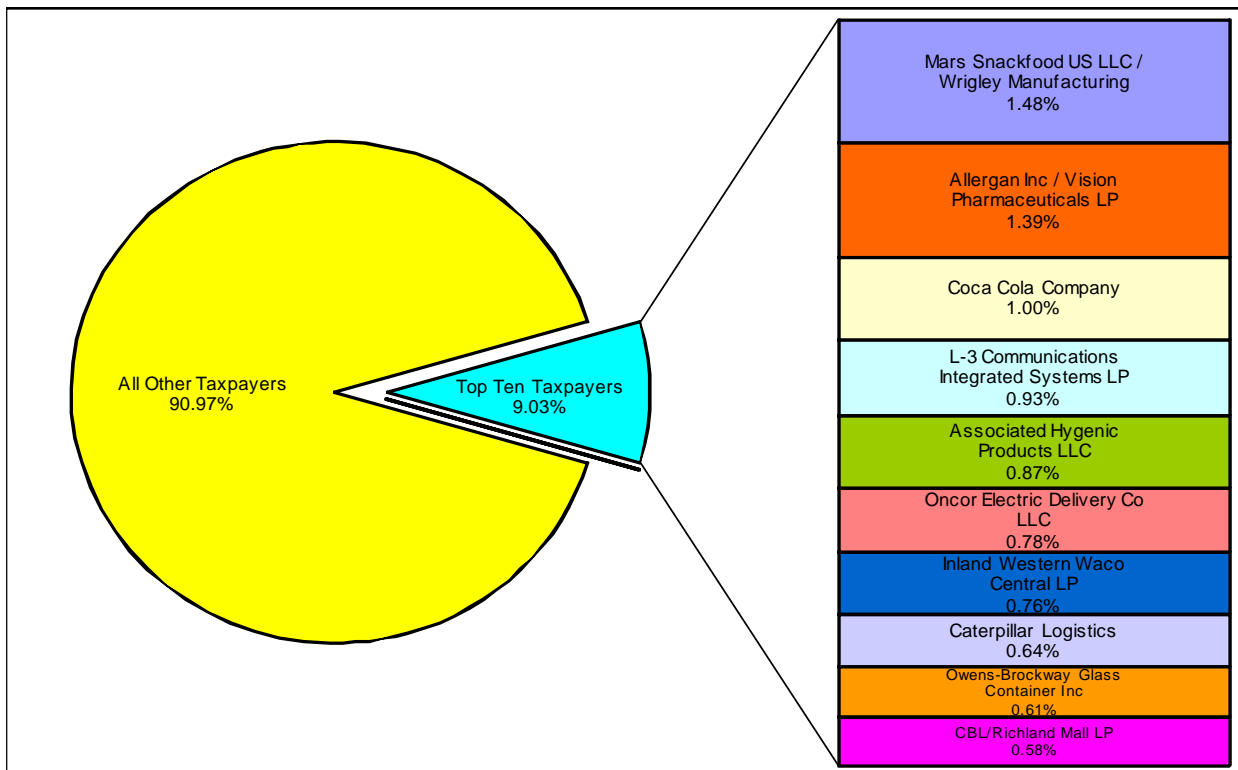 All Other Taxpayers
90.97%
Top Ten Taxpayers
9.03%
Mars Snackfood US LLC /
Wrigley Manufacturing
1.48%
Allergan Inc / Vision
Pharmaceuticals LP
1.39%
Coca Cola Company
1.00%
L-3 Communications
Integrated Systems LP
0.93%
Associated Hygenic
Products LLC
0.87%
Oncor Electric Delivery Co
LLC
0.78%
Inland Western Waco
Central LP
0.76%
Caterpillar Logistics
0.64%
Owens-Brockway Glass
Container Inc
0.61%
CBL/Richland Mall LP
0.58%